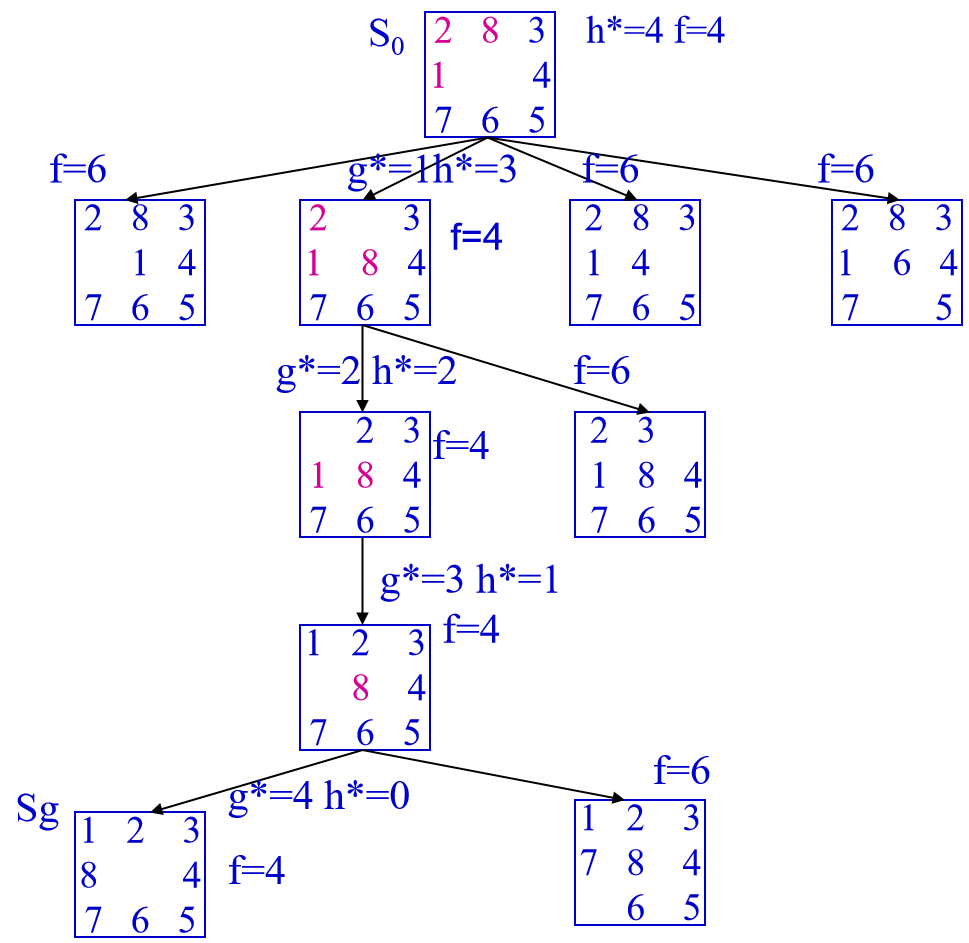 S0
2 8 3
1 4
7 6 5
h*=4 f=4
f=6
g*=1h*=3
f=6
f=6
2 8 3
1 4
7 6 5
2 3
1 8 4
7 6 5
f=4
2 8 3
1 4
7 6 5
2 8 3
1 6 4
7 5
g*=2 h*=2
f=6
2 3
1 8 4
7 6 5
f=4
2 3
1 8 4
7 6 5
g*=3 h*=1
1 2 3
8 4
7 6 5
f=4
g*=4 h*=0
f=6
Sg
1 2 3
8 4
7 6 5
f=4
1 2 3
7 8 4
6 5